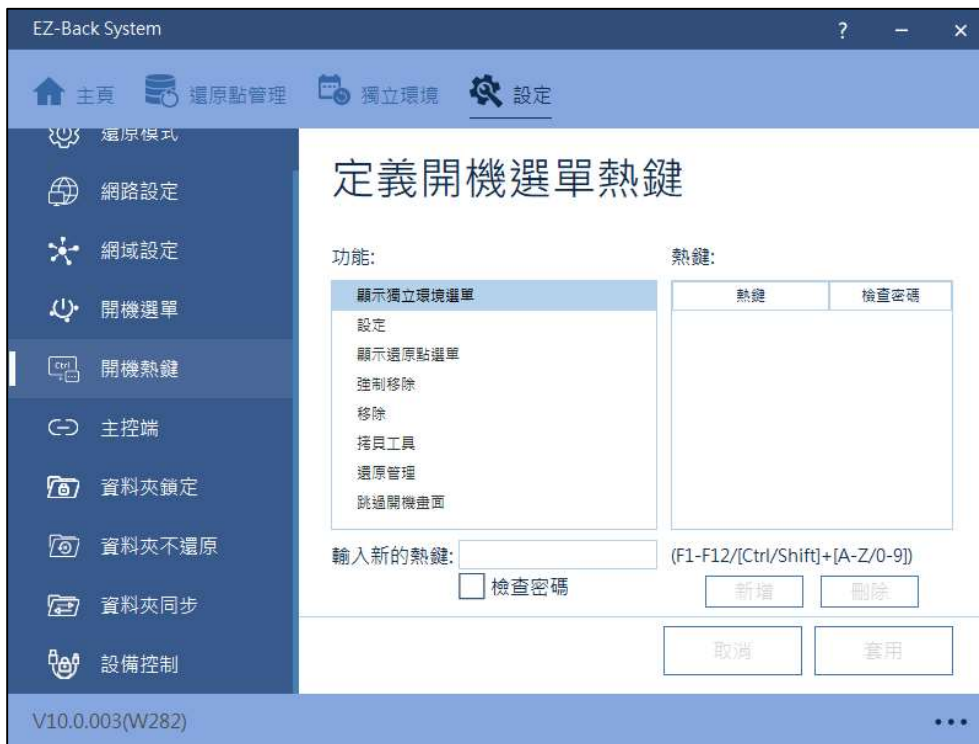 EZ-Back System
主頁 還原點管理 獨立環境 設定
還原模式
網路設定
網域設定
開機選單
Ctrl
開機熱鍵
主控端
資料夾鎖定
資料夾不還原
資料夾同步
設備控制
定義開機選單熱鍵
功能:
顯示獨立環境選單
設定
顯示還原點選單
強制移除
移除
拷貝工具
還原管理
跳過開機畫面
熱鍵:
熱鍵 檢查密碼
輸入新的熱鍵: (F1-F12/[Ctrl/Shift]+[A-Z/0-9])
檢查密碼 新增 刪除
取消 套用
V10.0.003(W282)